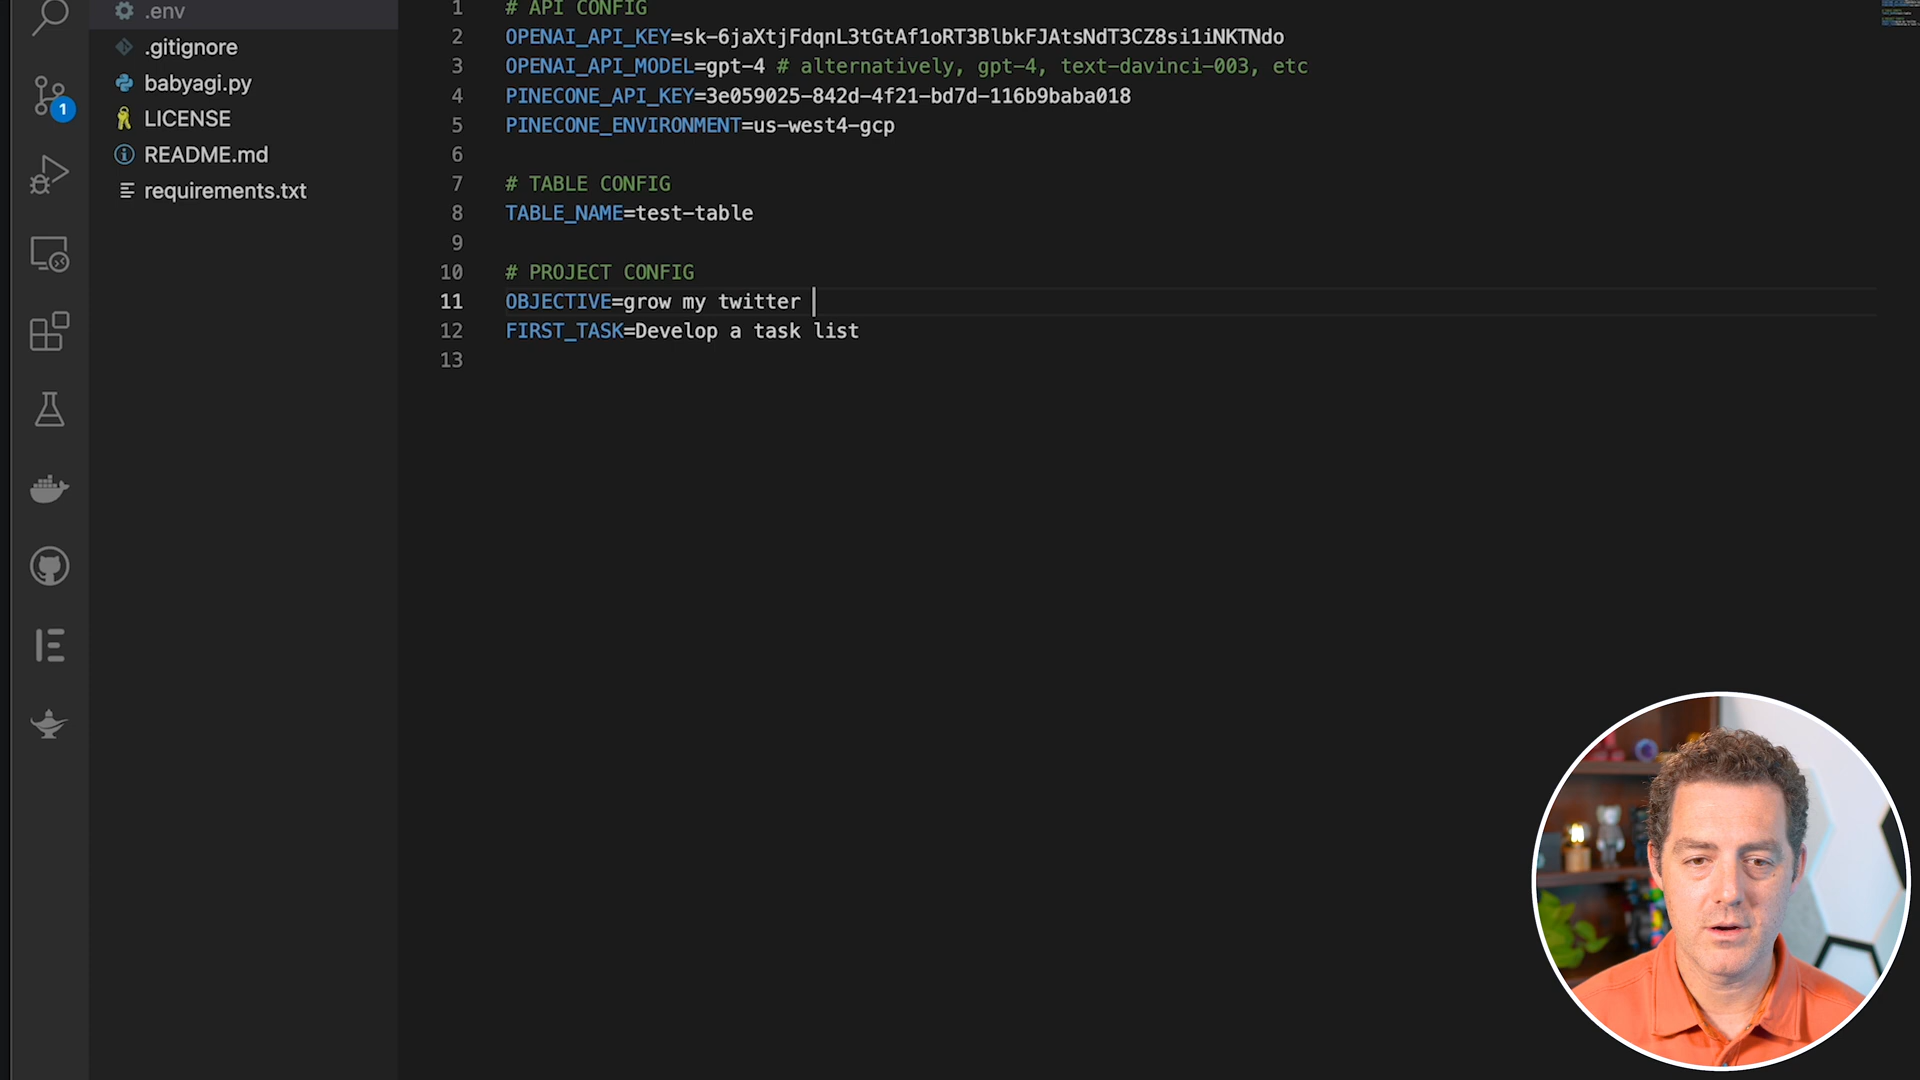 .env
.gitignore
babyagi.py
LICENSE
README.md
requirements.txt
1
1 # API CONFIG
2 OPENAI_API_KEY=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
3 OPENAI_API_MODEL=gpt-4 # alternatively, gpt-4, text-davinci-003, etc
4 PINECONE_API_KEY=3e059025-842d-4f21-bd7d-116b9baba018
5 PINECONE_ENVIRONMENT=us-west4-gcp
6
7 # TABLE CONFIG
8 TABLE_NAME=test-table
9
10 # PROJECT CONFIG
11 OBJECTIVE=grow my twitter
12 FIRST_TASK=Develop a task list
13